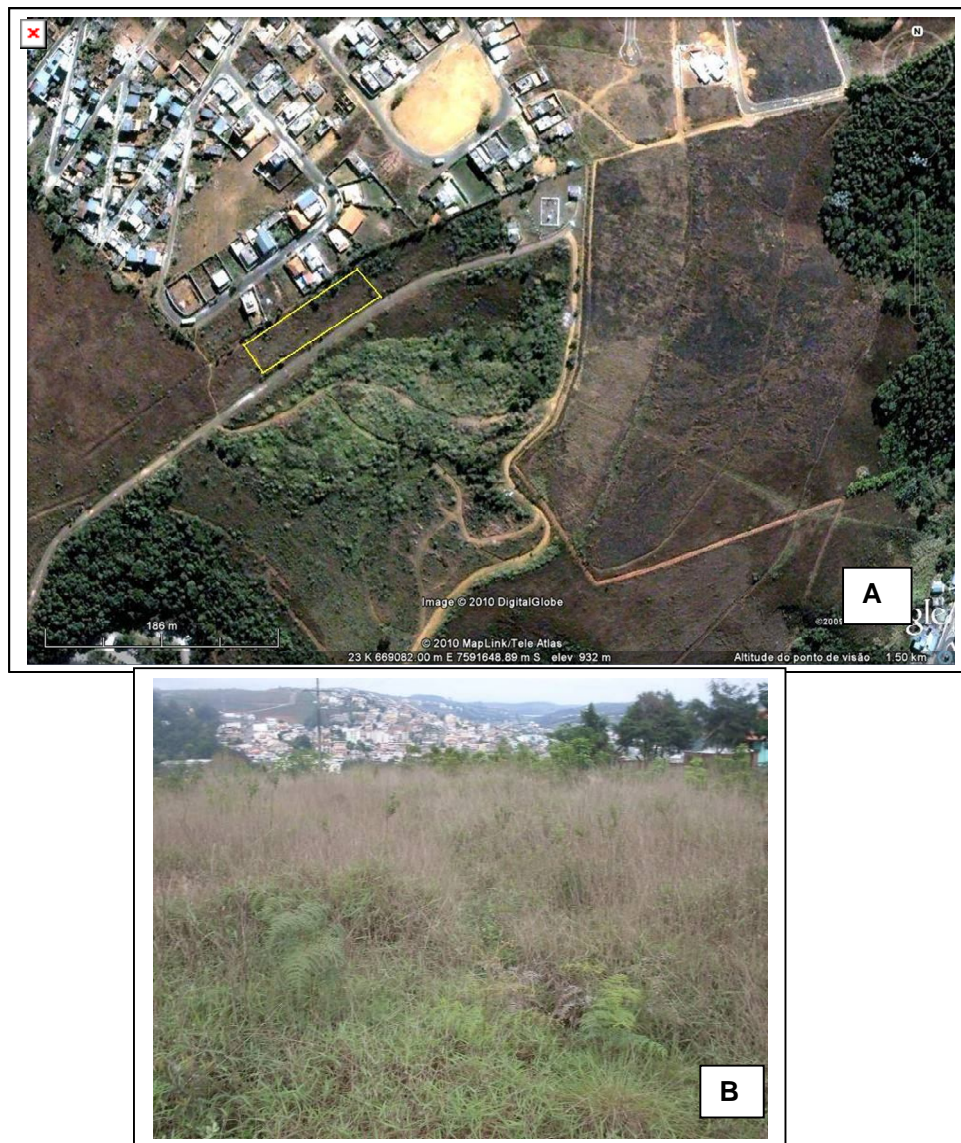 N
A
Image © 2010 DigitalGlobe
©2009
186 m
© 2010 MapLink/Tele Atlas
23 K 669082.00 m E 7591648.89 m S elev 932 m
Altitude do ponto de visão 1.50 km
B